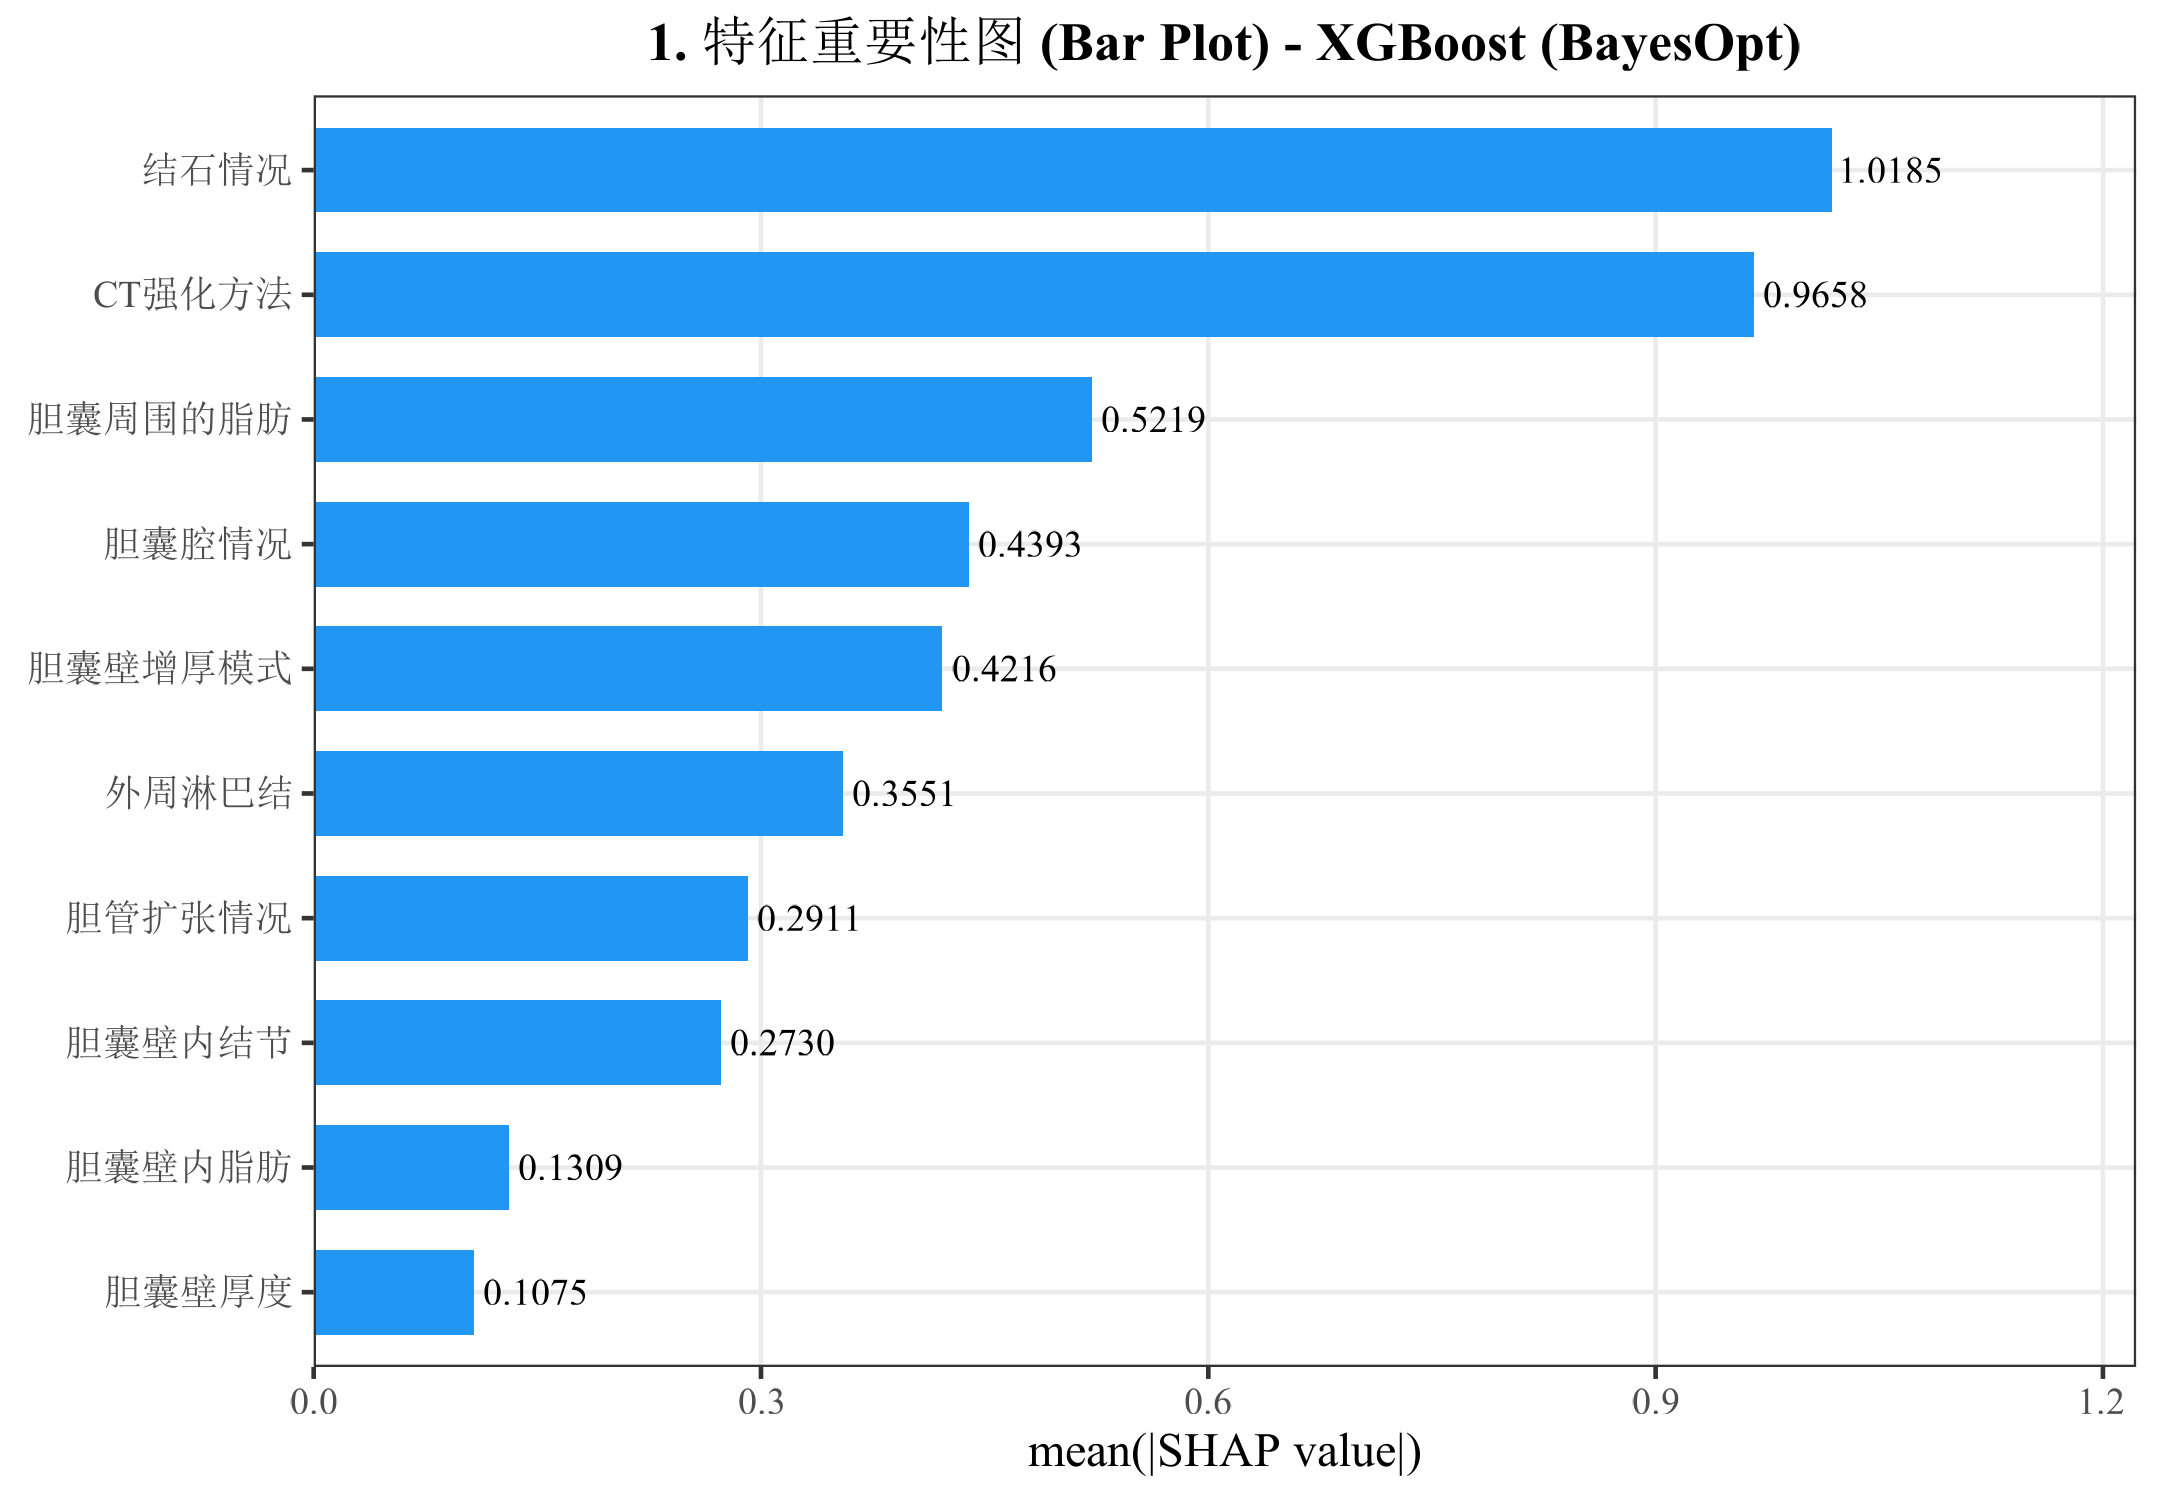 1. 特征重要性图 (Bar Plot) - XGBoost (BayesOpt)
结石情况 1.0185
CT强化方法 0.9658
胆囊周围的脂肪 0.5219
胆囊腔情况 0.4393
胆囊壁增厚模式 0.4216
外周淋巴结 0.3551
胆管扩张情况 0.2911
胆囊壁内结节 0.2730
胆囊壁内脂肪 0.1309
胆囊壁厚度 0.1075
0.0 0.3 0.6 0.9 1.2
mean(|SHAP value|)